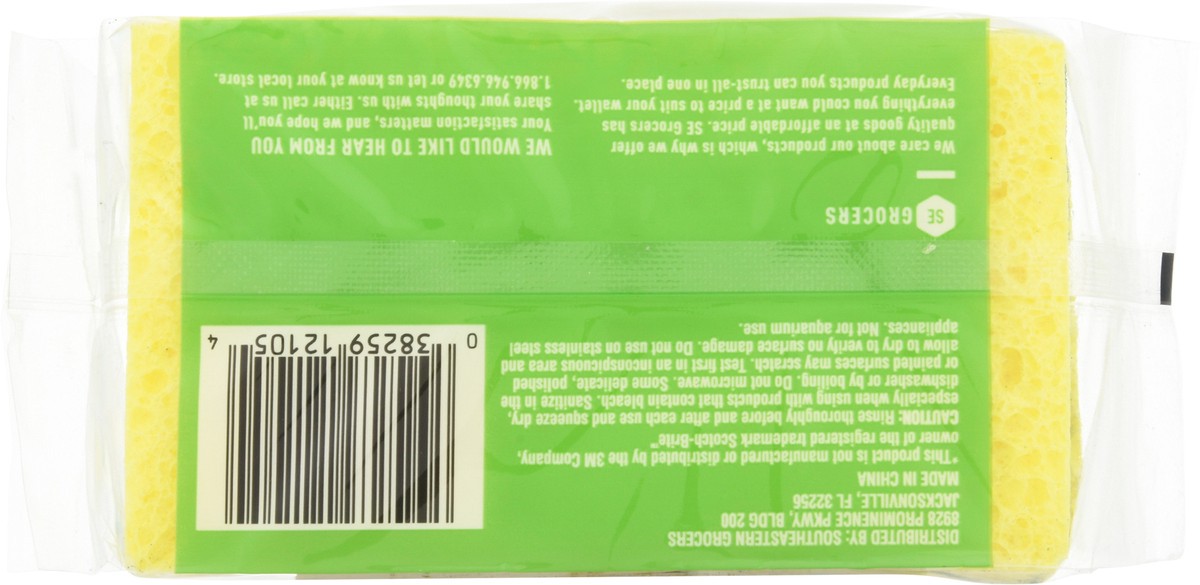 DISTRIBUTED BY: SOUTHEASTERN GROCERS
8928 PROMINENCE PKWY, BLDG 200
JACKSONVILLE, FL 32256
MADE IN CHINA
*This product is not manufactured or distributed by the 3M Company,
owner of the registered trademark Scotch-Brite™
CAUTION: Rinse thoroughly before and after each use and squeeze dry,
especially when using with products that contain bleach. Sanitize in the
dishwasher or by boiling. Do not microwave. Some delicate, polished
or painted surfaces may scratch. Test first in an inconspicuous area and
allow to dry to verify no surface damage. Do not use on stainless steel
appliances. Not for aquarium use.
0 38259 12105 4
SE GROCERS
We care about our products, which is why we offer
quality goods at an affordable price. SE Grocers has
everything you could want at a price to suit your wallet.
Everyday products you can trust-all in one place.
WE WOULD LIKE TO HEAR FROM YOU
Your satisfaction matters, and we hope you'll
share your thoughts with us. Either call us at
1.866.946.6349 or let us know at your local store.